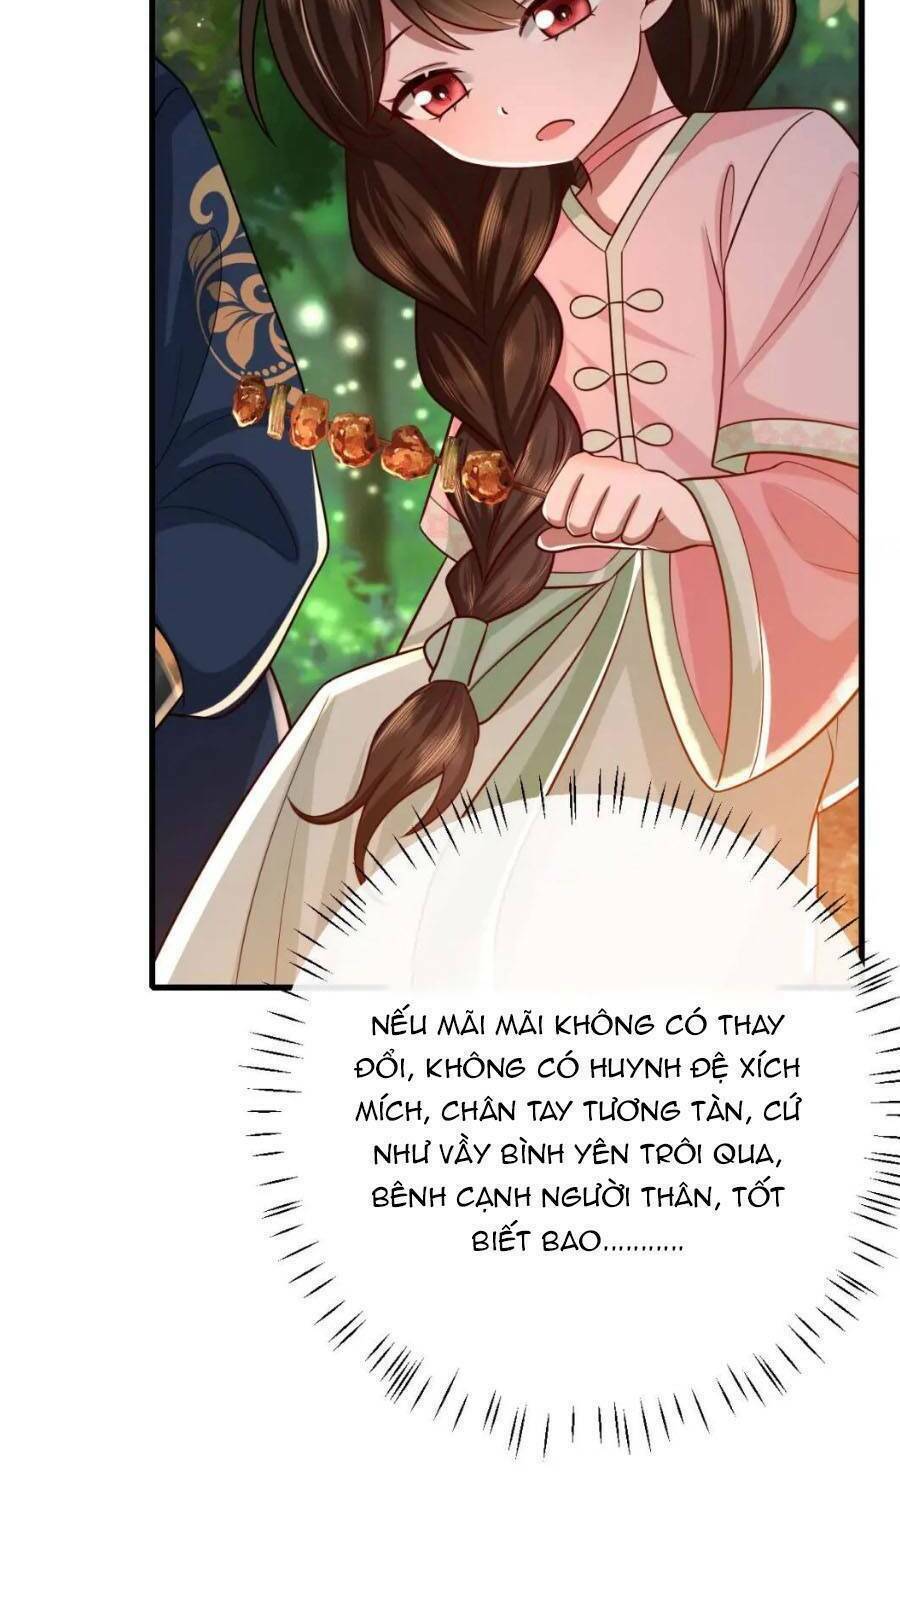 NẾU MÃI MÃI KHÔNG CÓ THAY
ĐỔI, KHÔNG CÓ HUYNH ĐỆ XÍCH
MÍCH, CHÂN TAY TƯƠNG TÀN, CỨ
NHƯ VẦY BÌNH YÊN TRÔI QUA,
BÊNH CẠNH NGƯỜI THÂN, TỐT
BIẾT BAO...........